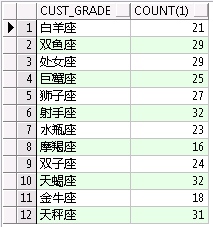 CUST_GRADE COUNT(1)
1 白羊座 21
2 双鱼座 29
3 处女座 29
4 巨蟹座 25
5 狮子座 27
6 射手座 32
7 水瓶座 23
8 摩羯座 16
9 双子座 24
10 天蝎座 32
11 金牛座 18
12 天秤座 31